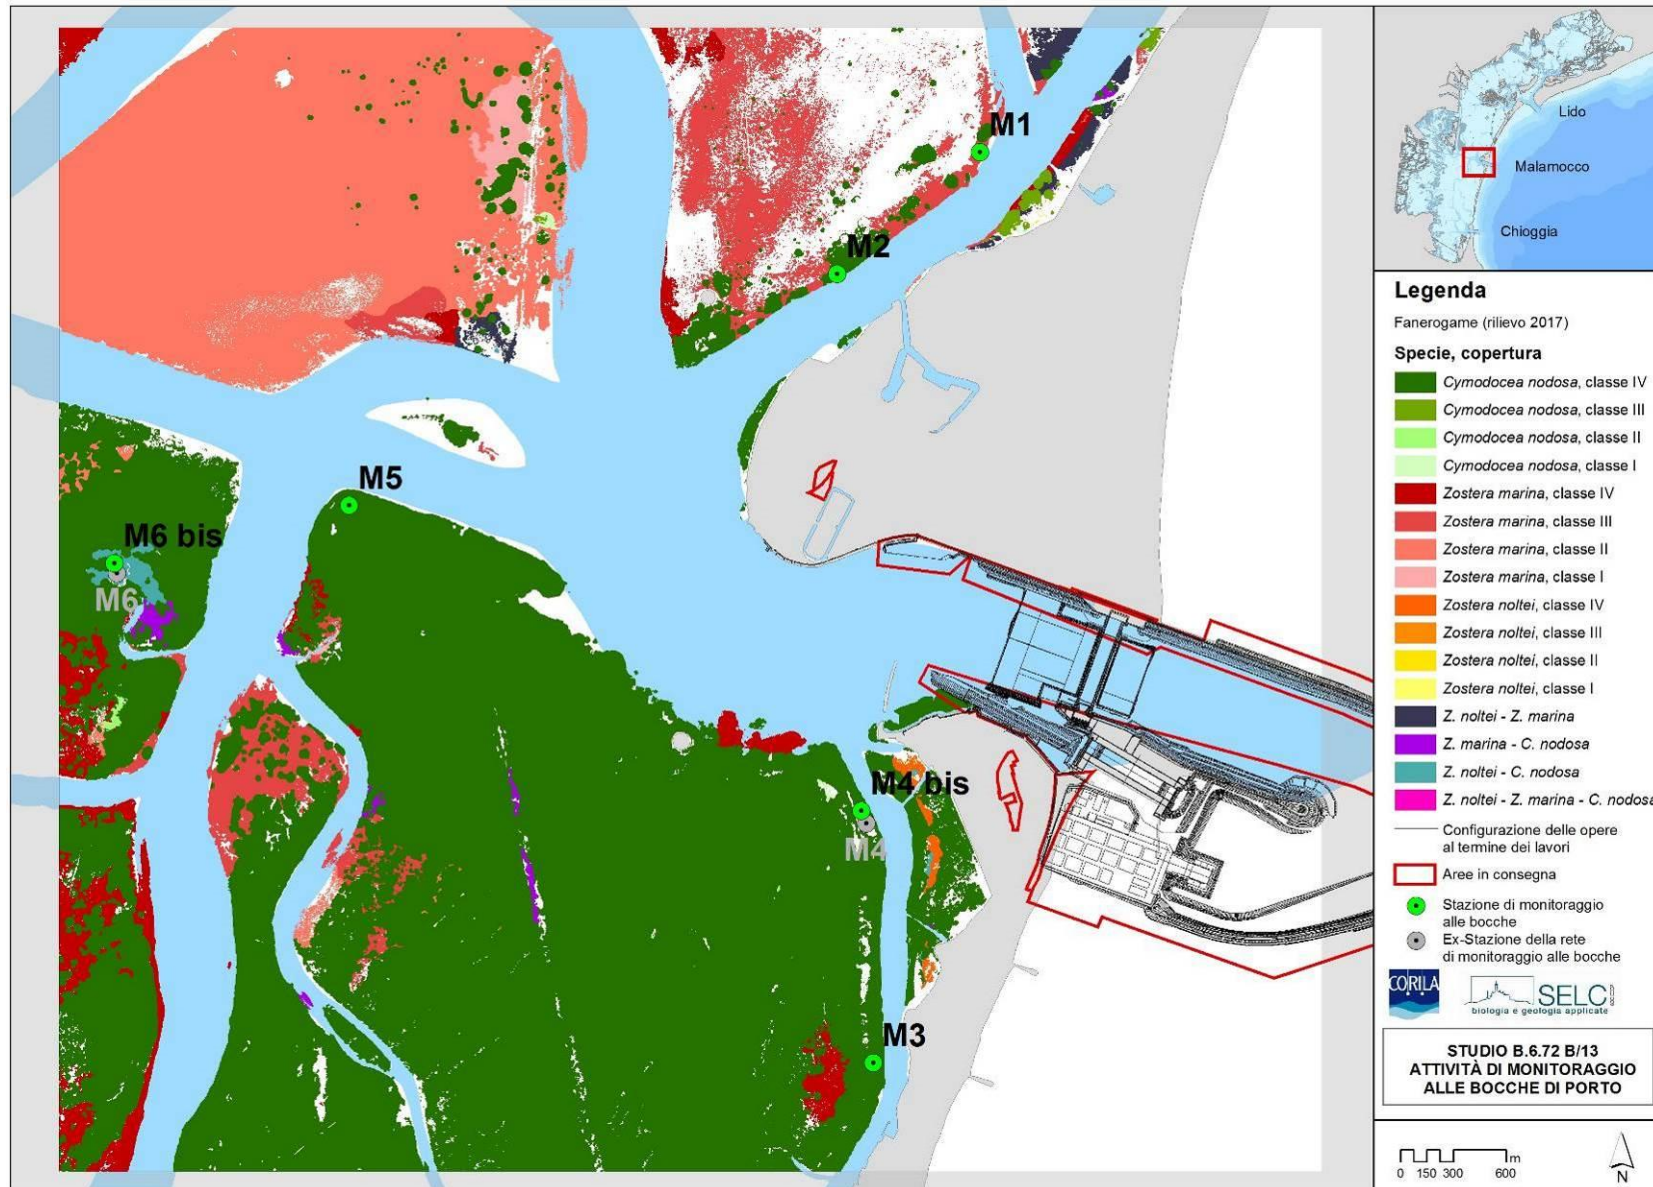 M1
M2
M5
M6 bis
M6
M4 bis
M4
M3
Lido
Malamocco
Chioggia
Legenda
Fanerogame (rilievo 2017)
Specie, copertura
Cymodocea nodosa, classe IV
Cymodocea nodosa, classe III
Cymodocea nodosa, classe II
Cymodocea nodosa, classe I
Zostera marina, classe IV
Zostera marina, classe III
Zostera marina, classe II
Zostera marina, classe I
Zostera noltei, classe IV
Zostera noltei, classe III
Zostera noltei, classe II
Zostera noltei, classe I
Z. noltei - Z. marina
Z. marina - C. nodosa
Z. noltei - C. nodosa
Z. noltei - Z. marina - C. nodosa
Configurazione delle opere
al termine dei lavori
Aree in consegna
Stazione di monitoraggio
alle bocche
Ex-Stazione della rete
di monitoraggio alle bocche
CORILA
SELC
biologia e geologia applicate
STUDIO B.6.72 B/13
ATTIVITÀ DI MONITORAGGIO
ALLE BOCCHE DI PORTO
m
0 150 300 600
N